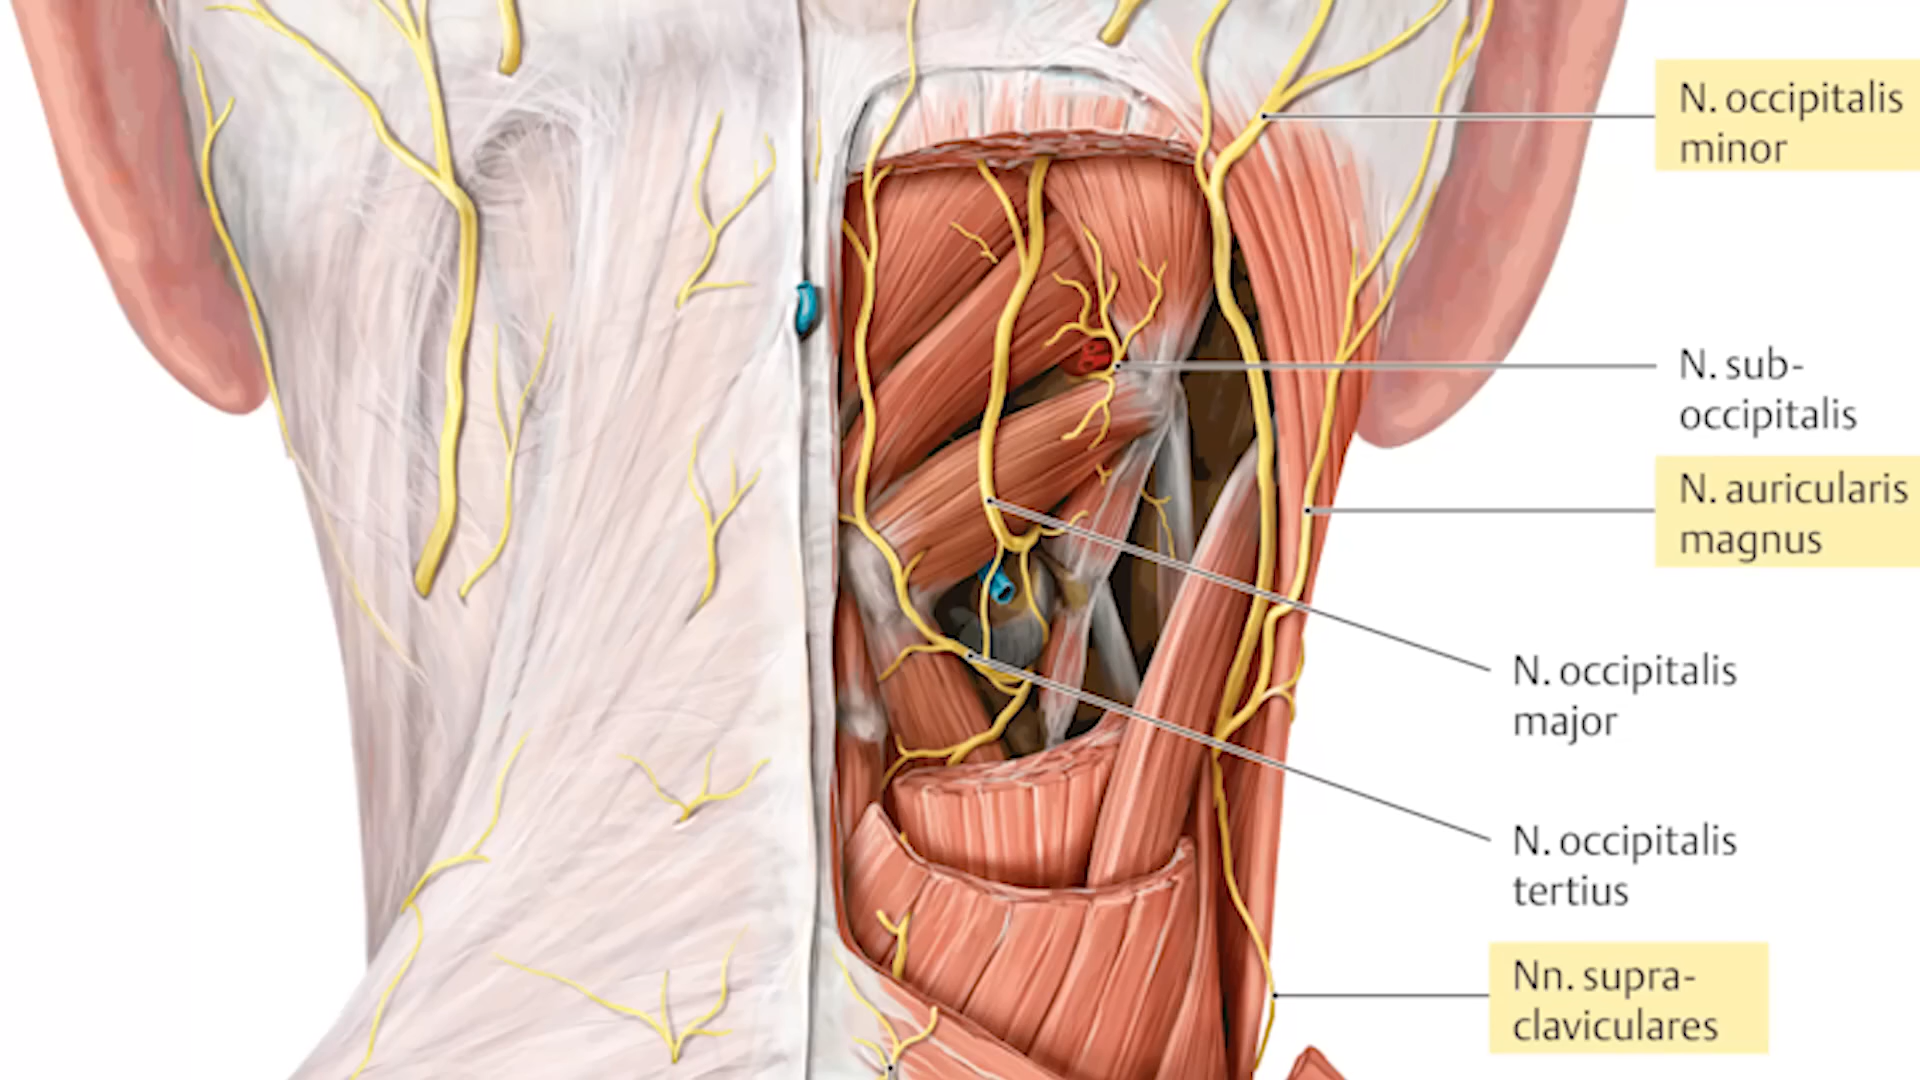 N. occipitalis
minor
N. sub-
occipitalis
N. auricularis
magnus
N. occipitalis
major
N. occipitalis
tertius
Nn. supra-
claviculares